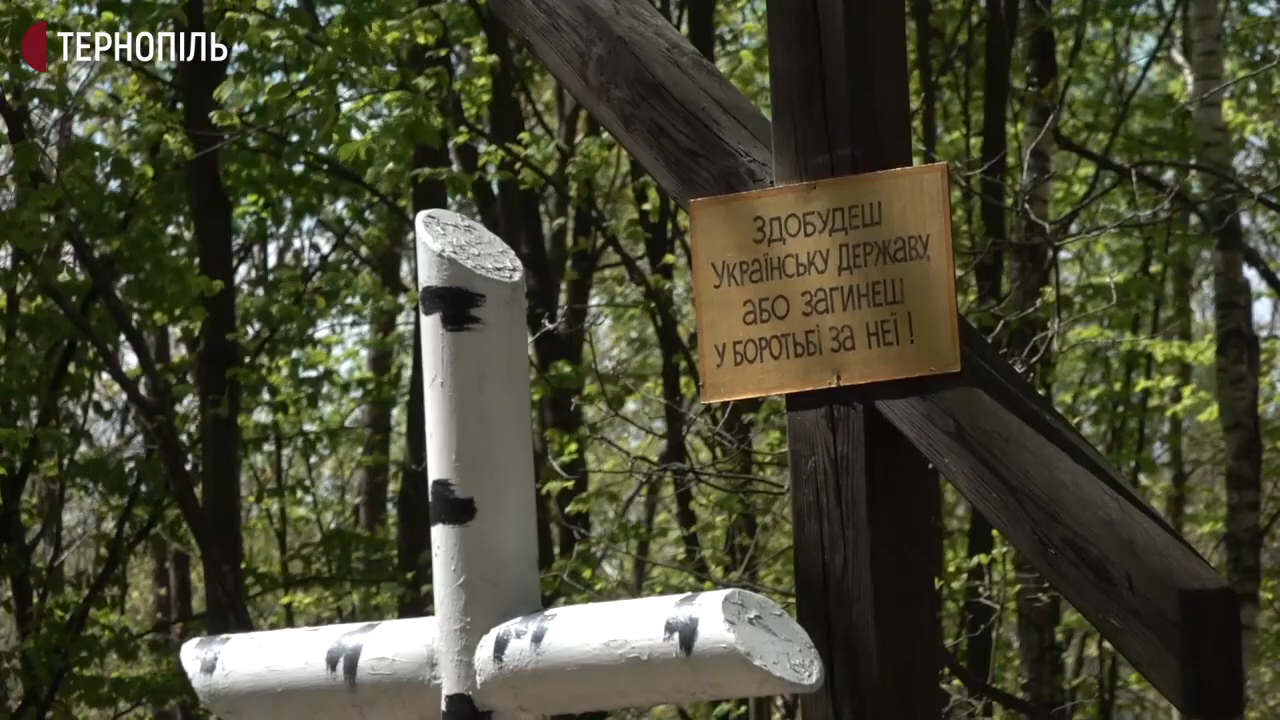 ТЕРНОПІЛЬ
ЗДОБУДЕШ
УКРАЇНСЬКУ ДЕРЖАВУ,
АБО ЗАГИНЕШ
У БОРОТЬБІ ЗА НЕЇ !